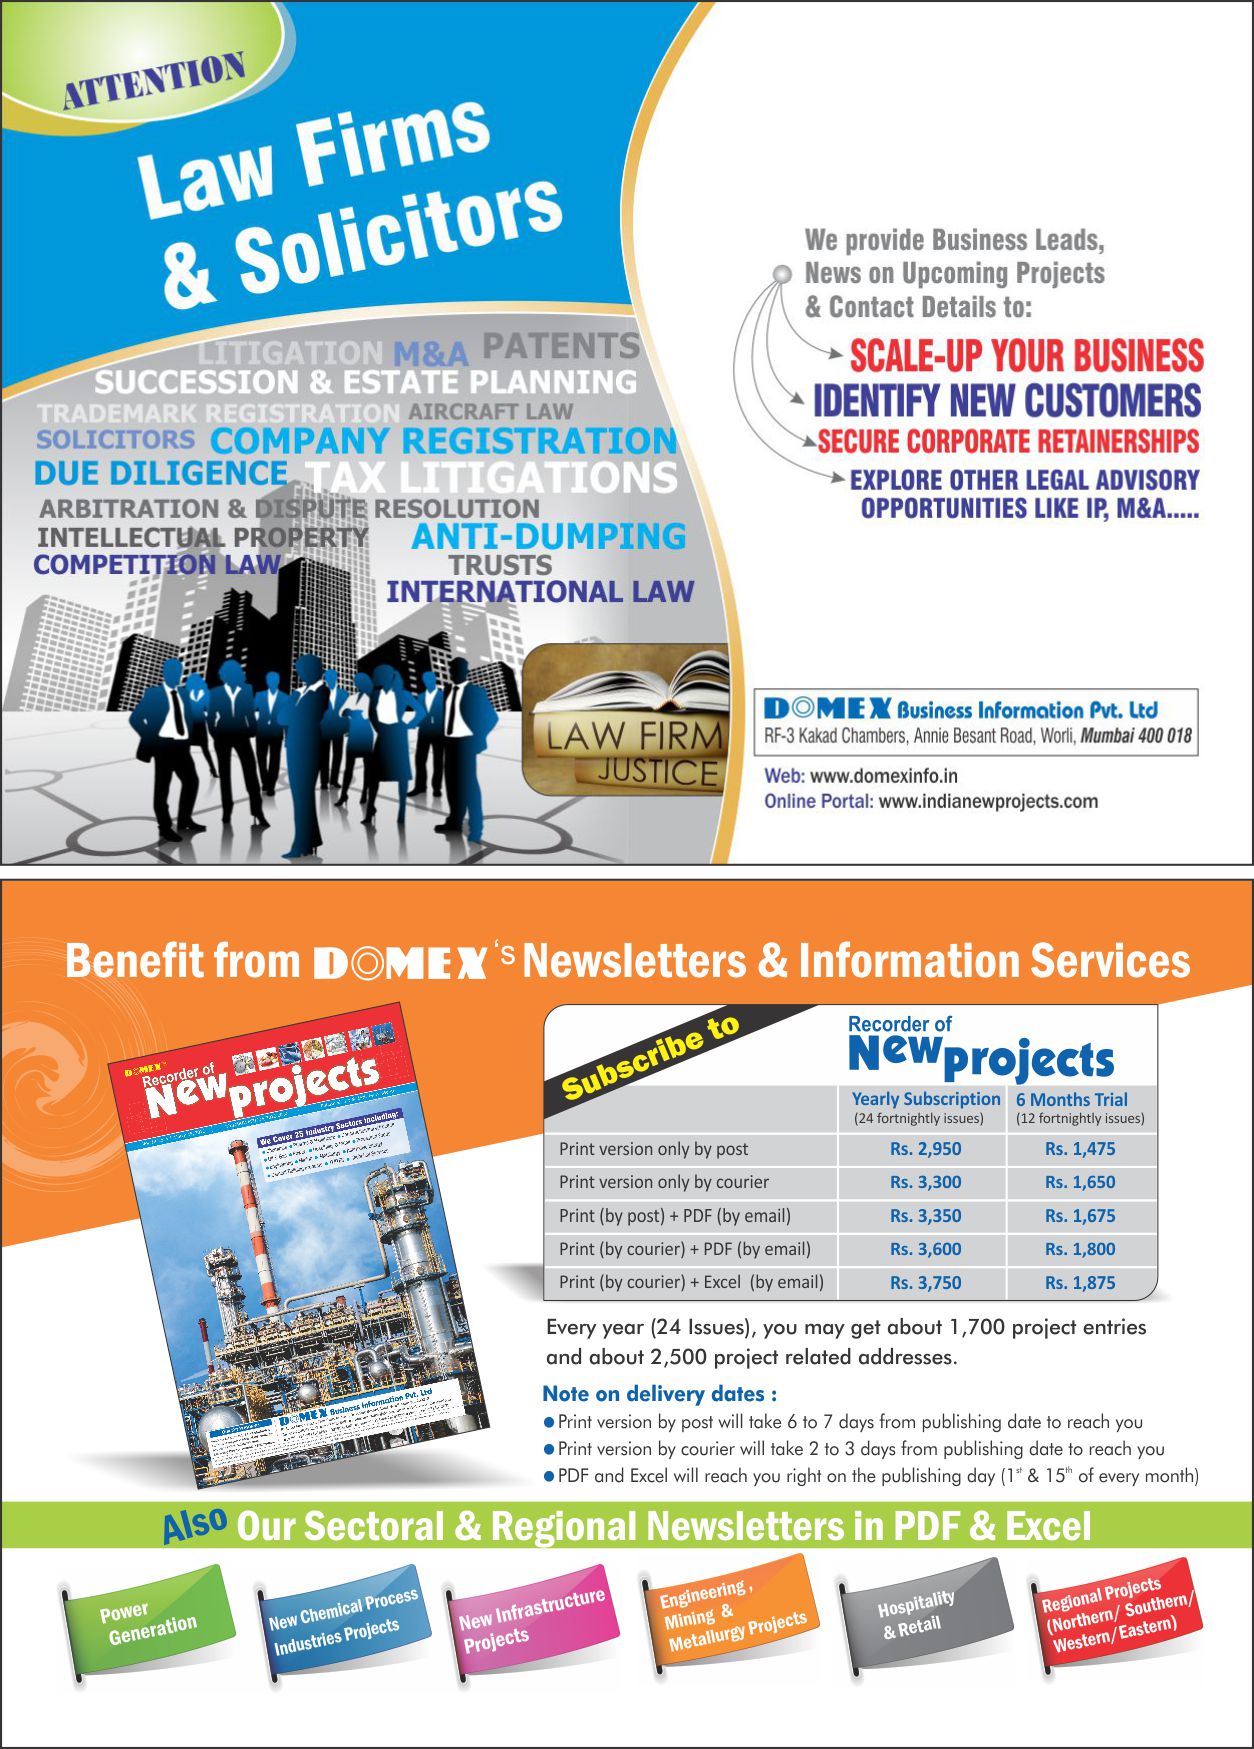 ATTENTION
Law Firms
& Solicitors
LITIGATION M&A PATENTS
SUCCESSION & ESTATE PLANNING
TRADEMARK REGISTRATION AIRCRAFT LAW
SOLICITORS COMPANY REGISTRATION
DUE DILIGENCE TAX LITIGATIONS
ARBITRATION & DISPUTE RESOLUTION
INTELLECTUAL PROPERTY ANTI-DUMPING
COMPETITION LAW TRUSTS
INTERNATIONAL LAW
LAW FIRM
JUSTICE
We provide Business Leads,
News on Upcoming Projects
& Contact Details to:
SCALE-UP YOUR BUSINESS
IDENTIFY NEW CUSTOMERS
SECURE CORPORATE RETAINERSHIPS
EXPLORE OTHER LEGAL ADVISORY
OPPORTUNITIES LIKE IP, M&A.....
DOMEX Business Information Pvt. Ltd
RF-3 Kakad Chambers, Annie Besant Road, Worli, Mumbai 400 018
Web: www.domexinfo.in
Online Portal: www.indianewprojects.com
Benefit from DOMEX's Newsletters & Information Services
DOMEX
Recorder of
Newprojects
We Cover 25 Industry Sectors Including:
DOMEX Business Information Pvt. Ltd
Subscribe to
Recorder of
Newprojects
Yearly Subscription 6 Months Trial
(24 fortnightly issues) (12 fortnightly issues)
Print version only by post Rs. 2,950 Rs. 1,475
Print version only by courier Rs. 3,300 Rs. 1,650
Print (by post) + PDF (by email) Rs. 3,350 Rs. 1,675
Print (by courier) + PDF (by email) Rs. 3,600 Rs. 1,800
Print (by courier) + Excel (by email) Rs. 3,750 Rs. 1,875
Every year (24 Issues), you may get about 1,700 project entries
and about 2,500 project related addresses.
Note on delivery dates :
● Print version by post will take 6 to 7 days from publishing date to reach you
● Print version by courier will take 2 to 3 days from publishing date to reach you
● PDF and Excel will reach you right on the publishing day (1st & 15th of every month)
Also Our Sectoral & Regional Newsletters in PDF & Excel
Power
Generation
New Chemical Process
Industries Projects
New Infrastructure
Projects
Engineering ,
Mining &
Metallurgy Projects
Hospitality
& Retail
Regional Projects
(Northern/ Southern/
Western/Eastern)